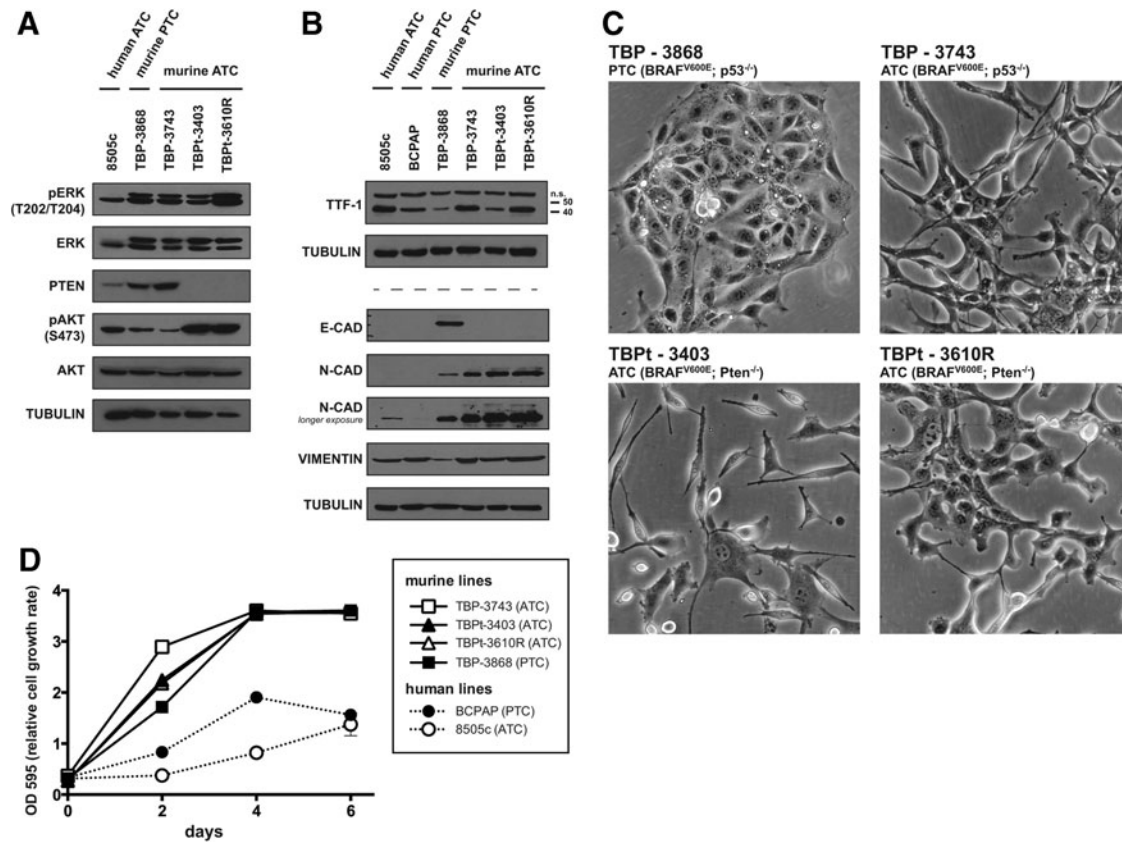 A
human ATC
murine PTC
murine ATC
8505c
TBP-3868
TBP-3743
TBPt-3403
TBPt-3610R
pERK
(T202/T204)
ERK
PTEN
pAKT
(S473)
AKT
TUBULIN
B
human ATC
human PTC
murine PTC
murine ATC
8505c
BCPAP
TBP-3868
TBP-3743
TBPt-3403
TBPt-3610R
TTF-1
n.s.
50
40
TUBULIN
E-CAD
N-CAD
N-CAD
longer exposure
VIMENTIN
TUBULIN
C
TBP - 3868
PTC (BRAFV600E; p53-/-)
TBP - 3743
ATC (BRAFV600E; p53-/-)
TBPt - 3403
ATC (BRAFV600E; Pten-/-)
TBPt - 3610R
ATC (BRAFV600E; Pten-/-)
D
OD 595 (relative cell growth rate)
4
3
2
1
0
0 2 4 6
days
murine lines
TBP-3743 (ATC)
TBPt-3403 (ATC)
TBPt-3610R (ATC)
TBP-3868 (PTC)
human lines
BCPAP (PTC)
8505c (ATC)